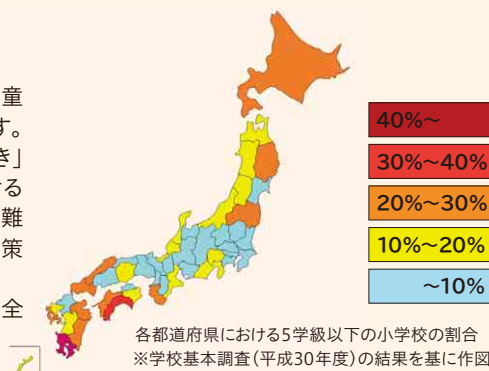 童
す。
き」
ける
難
策
全
40%~
30%~40%
20%~30%
10%~20%
~10%
各都道府県における5学級以下の小学校の割合
※学校基本調査(平成30年度)の結果を基に作図